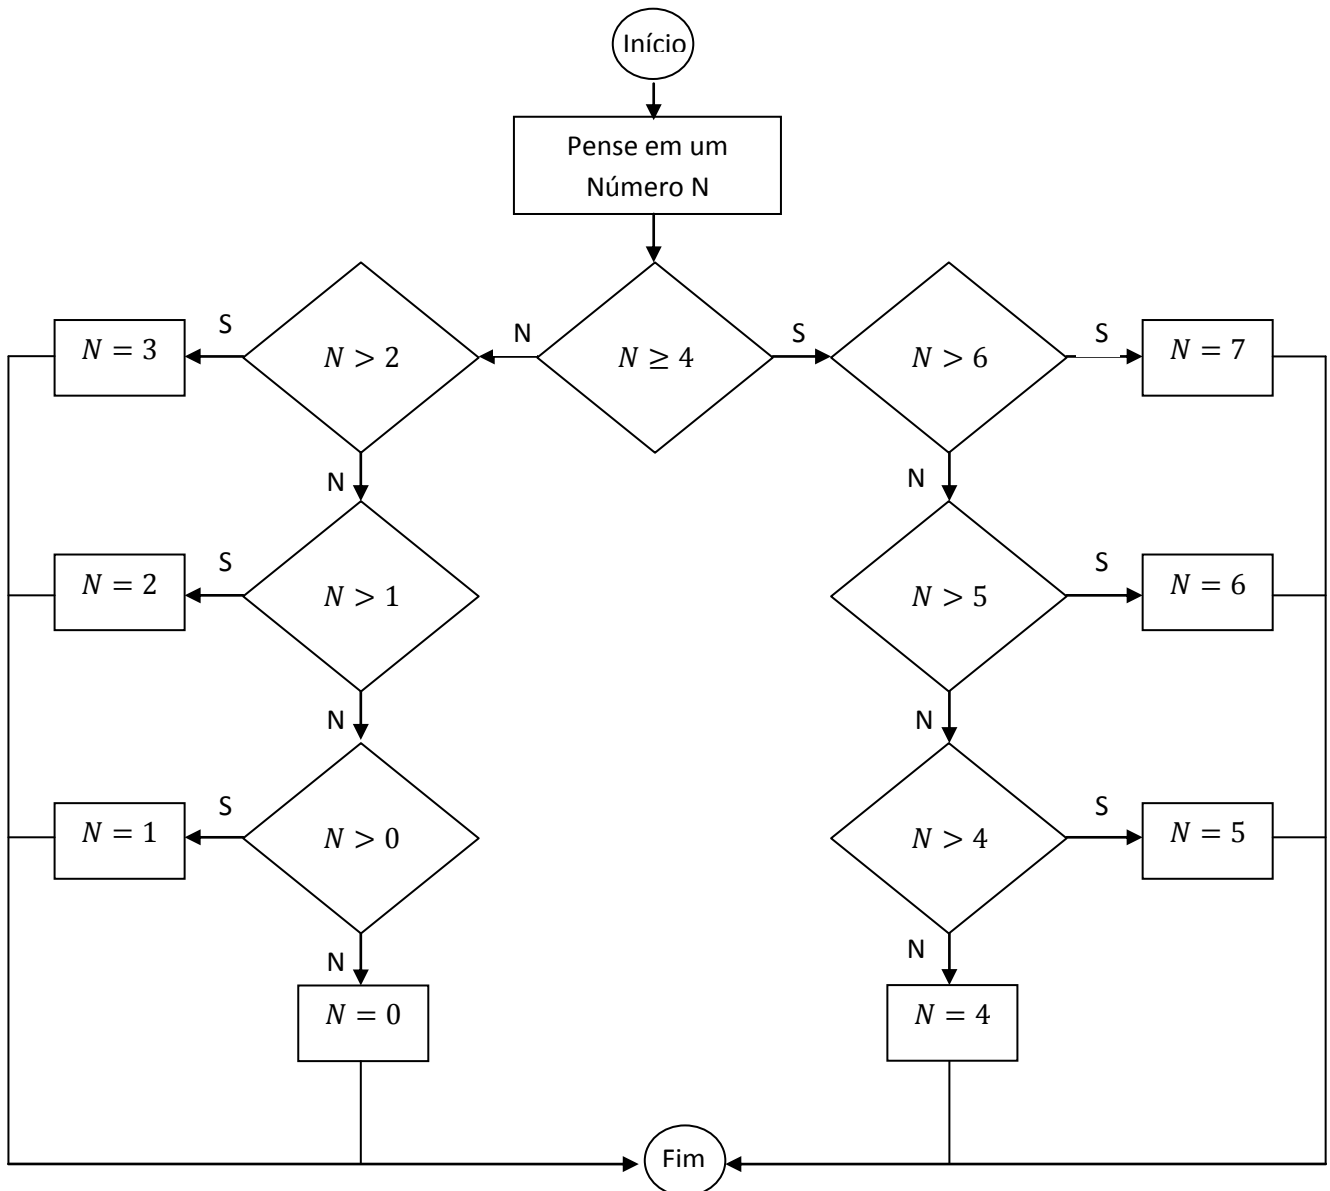 Início
Pense em um
Número N
N ≥ 4
N
S
N > 2
S
N = 3
N > 6
S
N = 7
N
N
N > 1
S
N = 2
N > 5
S
N = 6
N
N
N > 0
S
N = 1
N > 4
S
N = 5
N
N
N = 0
N = 4
Fim